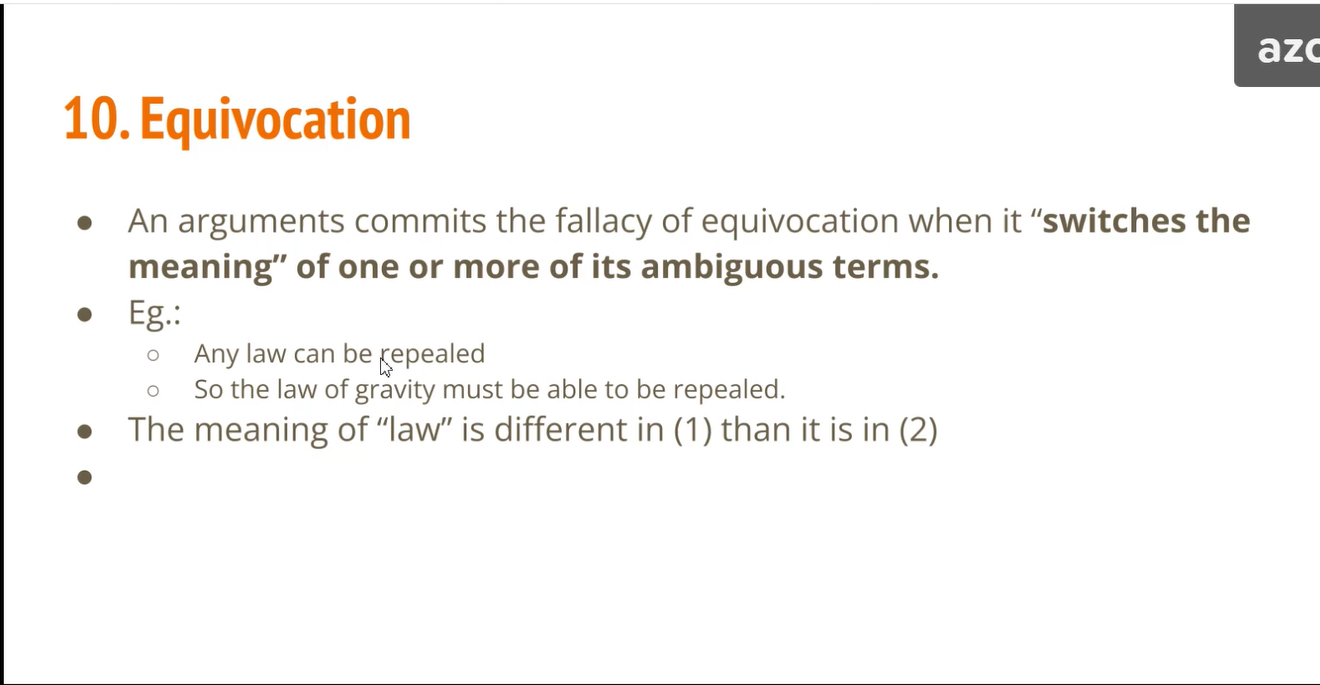 azo
10. Equivocation
● An arguments commits the fallacy of equivocation when it “switches the
meaning” of one or more of its ambiguous terms.
● Eg.:
○ Any law can be repealed
○ So the law of gravity must be able to be repealed.
● The meaning of “law” is different in (1) than it is in (2)
●